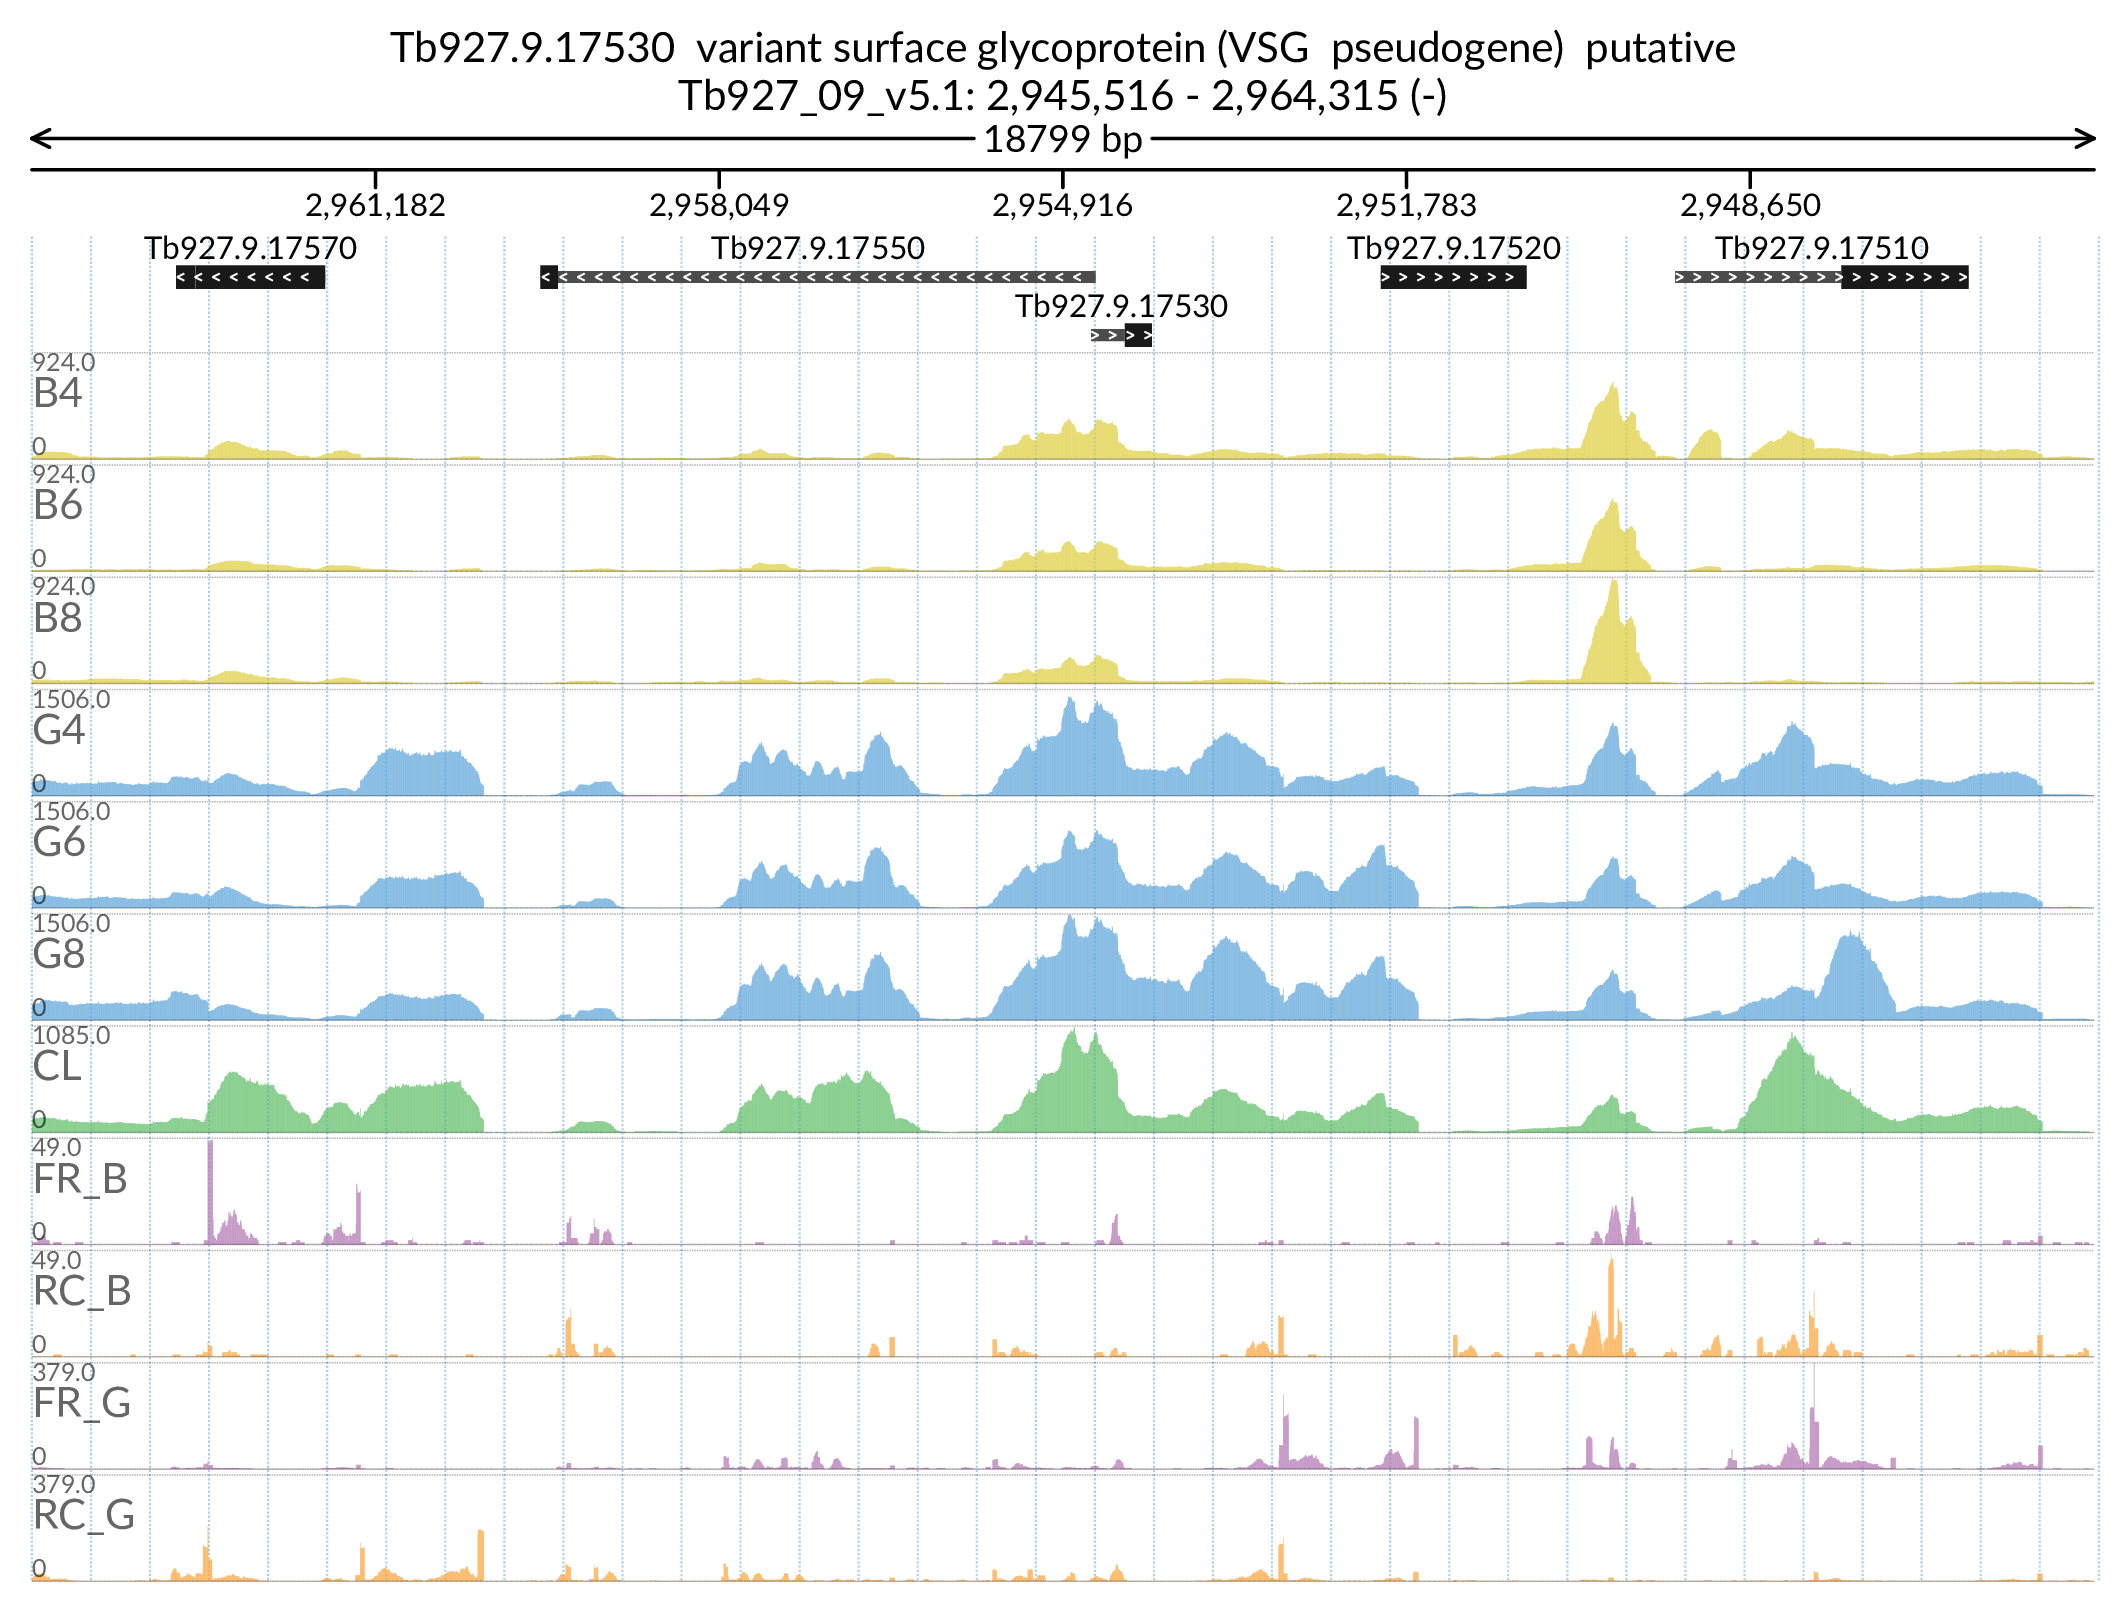 Tb927.9.17530  variant surface glycoprotein (VSG  pseudogene)  putative
Tb927_09_v5.1: 2,945,516 - 2,964,315 (-)
18799 bp
2,961,182 2,958,049 2,954,916 2,951,783 2,948,650
Tb927.9.17570 Tb927.9.17550 Tb927.9.17520 Tb927.9.17510
Tb927.9.17530
924.0
B4
0
924.0
B6
0
924.0
B8
0
1506.0
G4
0
1506.0
G6
0
1506.0
G8
0
1085.0
CL
0
49.0
FR_B
0
49.0
RC_B
0
379.0
FR_G
0
379.0
RC_G
0